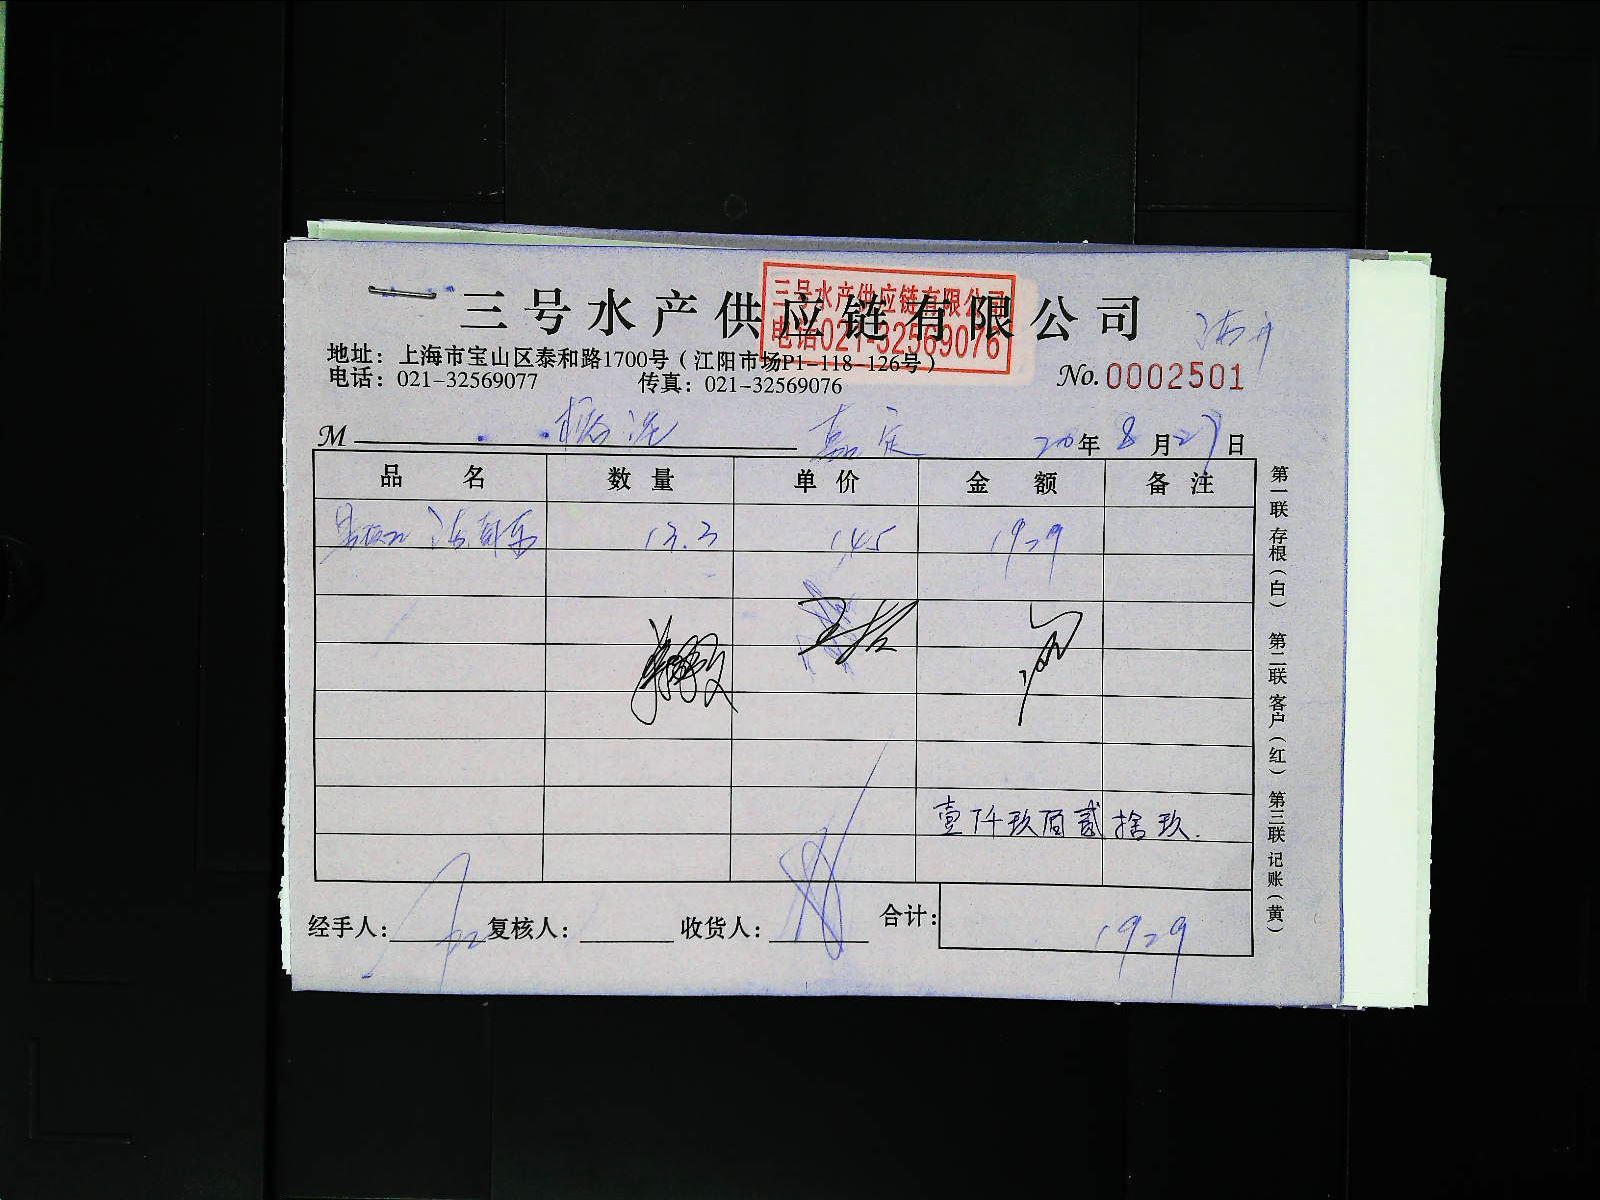 三号水产供应链有限公司
三号水产供应链有限公司
电话021-32569076
地址：上海市宝山区泰和路1700号（江阳市场P1-118-126号）
电话：021-32569077 传真：021-32569076
No.0002501
M 嘉定 20年8月27日
品名 数量 单价 金额 备注
13.3 145 1929
壹仟玖佰贰拾玖.
经手人： 复核人： 收货人： 合计： 1929
第一联 存根（白） 第二联 客户（红） 第三联 记账（黄）